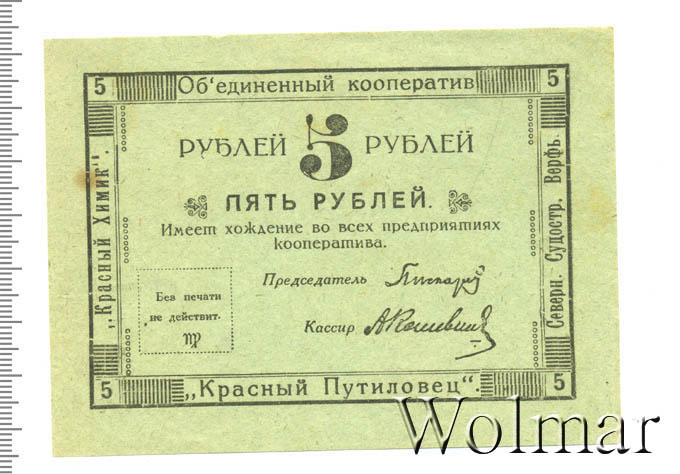 5 Об'единенный кооператив 5
„Красный Химик".
РУБЛЕЙ 5 РУБЛЕЙ
ПЯТЬ РУБЛЕЙ.
Имеет хождение во всех предприятиях
кооператива.
Председатель
Без печати
не действит.
Кассир
Северн. Судостр. Верфь.
5 „Красный Путиловец". 5
Wolmar